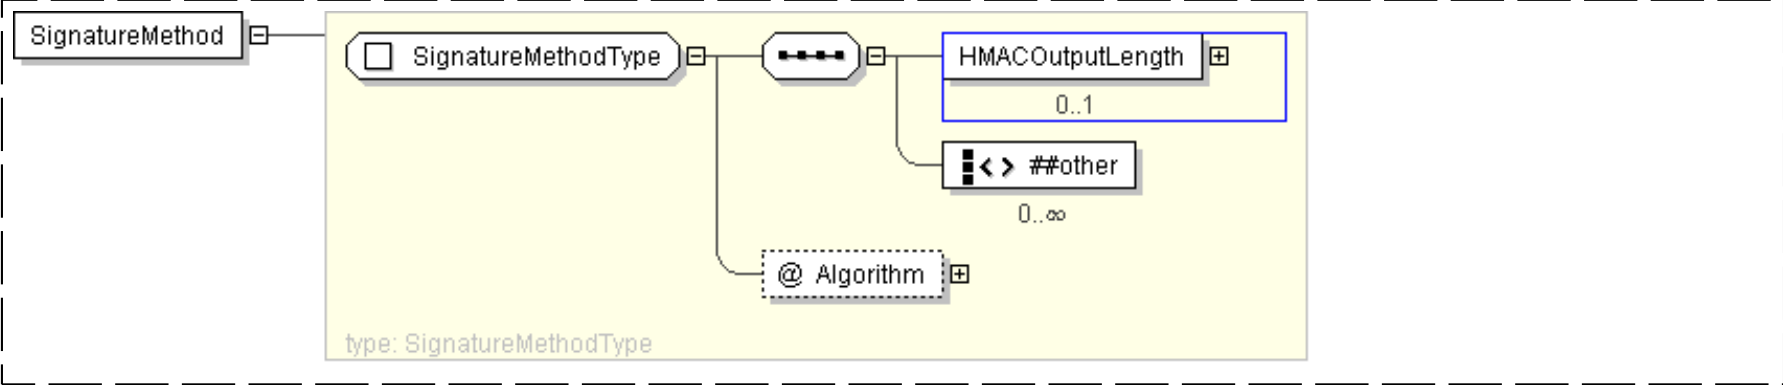 SignatureMethod
SignatureMethodType
HMACOutputLength
0..1
<> ##other
0..∞
@ Algorithm
type: SignatureMethodType